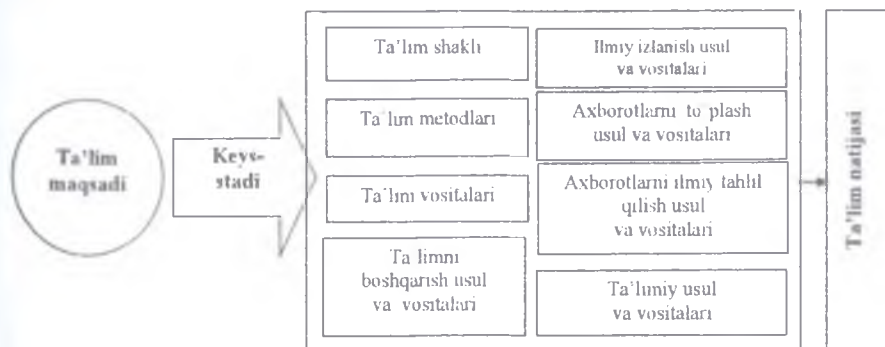 Ta'lim
maqsadi
Keys-
stadi
Ta'lim shakli
Ta'lim metodlari
Ta'lim vositalari
Ta limni
boshqarish usul
va vositalari
Ilmiy izlanish usul
va vositalari
Axborotlarni to plash
usul va vositalari
Axborotlarni ilmiy tahlil
qilish usul
va vositalari
Ta'limiy usul
va vositalari
Ta'lim natijasi